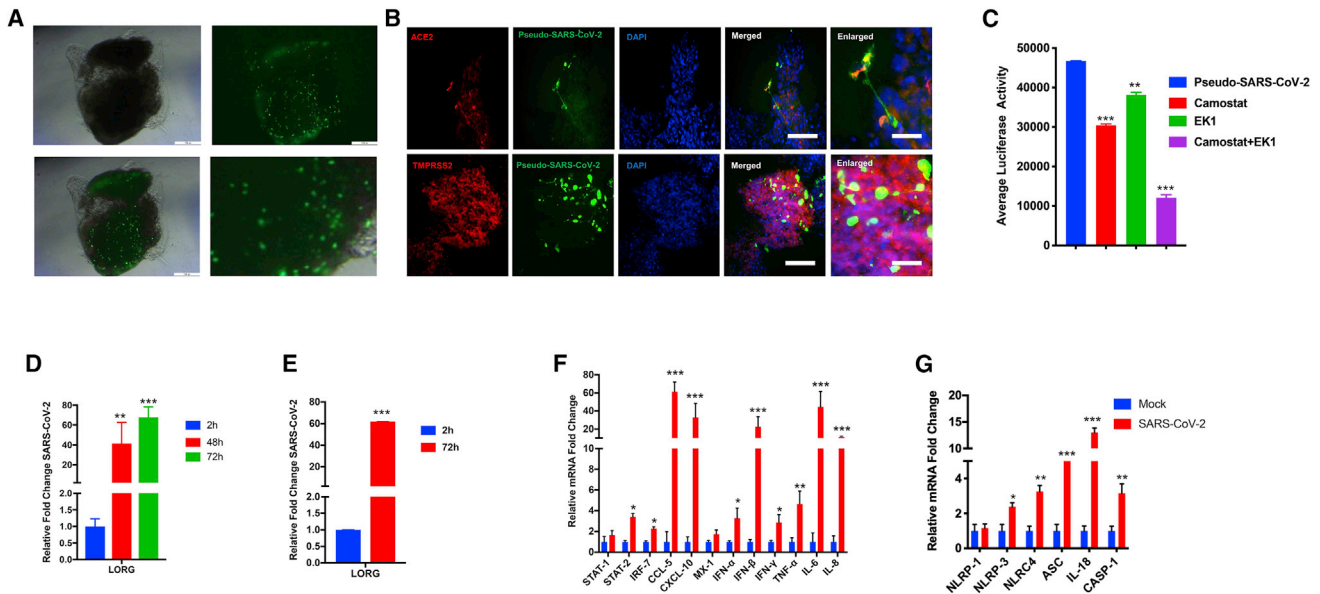 A
B
ACE2
Pseudo-SARS-CoV-2
DAPI
Merged
Enlarged
TMPRSS2
Pseudo-SARS-CoV-2
DAPI
Merged
Enlarged
C
50000
40000
30000
20000
10000
0
Average Luciferase Activity
***
**
***
Pseudo-SARS-CoV-2
Camostat
EK1
Camostat+EK1
D
Relative Fold Change SARS-CoV-2
80
60
40
20
2.0
1.5
1.0
0.5
0.0
**
***
LORG
2h
48h
72h
E
Relative Fold Change SARS-CoV-2
80
60
40
20
2.0
1.5
1.0
0.5
0.0
***
LORG
2h
72h
F
Relative mRNA Fold Change
80
60
40
20
10
8
6
4
2
0
*
*
***
***
*
***
*
**
***
***
STAT-1
STAT-2
IRF-7
CCL-5
CXCL-10
MX-1
IFN-α
IFN-β
IFN-γ
TNF-α
IL-6
IL-8
G
Relative mRNA Fold Change
20
15
10
6
4
2
0
*
**
***
***
**
NLRP-1
NLRP-3
NLRC4
ASC
IL-18
CASP-1
Mock
SARS-CoV-2